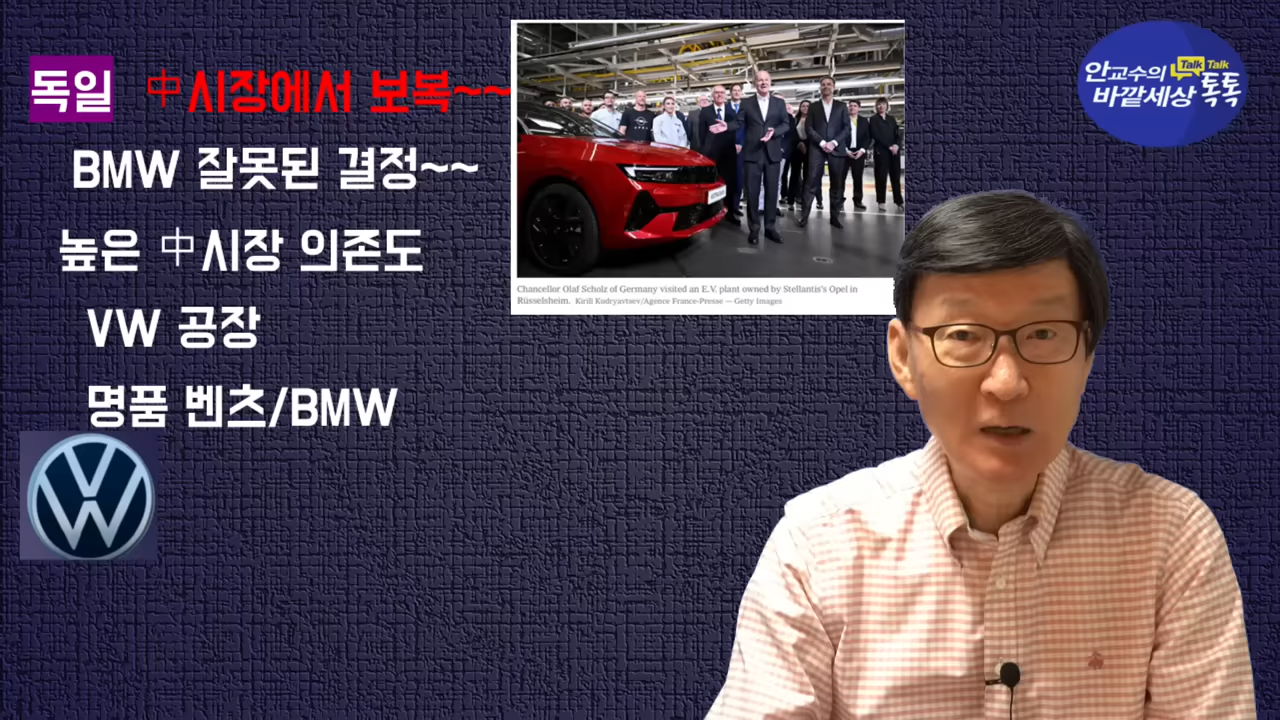 독일 中시장에서 보복~~
BMW 잘못된 결정~~
높은 中시장 의존도
VW 공장
명품 벤츠/BMW
Chancellor Olaf Scholz of Germany visited an E.V. plant owned by Stellantis's Opel in
Rüsselsheim. Kirill Kudryavtsev/Agence France-Presse — Getty Images
안교수의 Talk Talk
바깥세상 톡톡